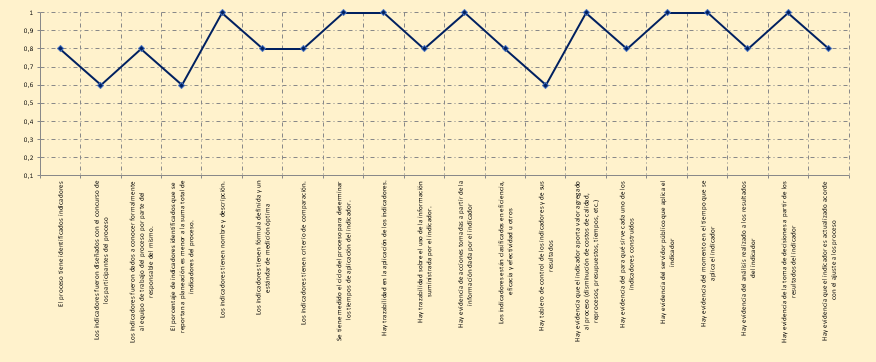 1
0,9
0,8
0,7
0,6
0,5
0,4
0,3
0,2
0,1
El proceso tiene identificados indicadores
Los indicadores fueron diseñados con el concurso de
los participantes del proceso
Los indicadores fueron dados a conocer formalmente
al equipo de trabajo del proceso por parte del
responsable del mismo.
El porcentaje de indicadores identificados que se
reportan a planeación es menor a la suma total de
indicadores del proceso.
Los indicadores tienen nombre y descripción.
Los indicadores tienen fórmula definida y un
estándar de medición óptima
Los indicadores tienen criterio de comparación.
Se tiene medido el ciclo del proceso para determinar
los tiempos de aplicación del indicador.
Hay trazabilidad en la aplicación de los indicadores.
Hay trazabilidad sobre el uso de la información
suministrada por el indicador.
Hay evidencia de acciones tomadas a partir de la
información dada por el indicador
Los indicadores están clasificados en eficiencia,
eficacia y efectividad u otros
Hay tablero de control de los indicadores y de sus
resultados
Hay evidencia que el indicador aporta valor agregado
al proceso (disminución de costos de calidad,
reprocesos, presupuestos, tiempos, etc.)
Hay evidencia del para qué sirve cada uno de los
indicadores construidos
Hay evidencia del servidor público que aplica el
indicador
Hay evidencia del momento en el tiempo que se
aplica el indicador
Hay evidencia del análisis realizado a los resultados
del indicador
Hay evidencia de la toma de decisiones a partir de los
resultados del indicador
Hay evidencia que el indicador es actualizado acorde
con el ajuste a los proceso